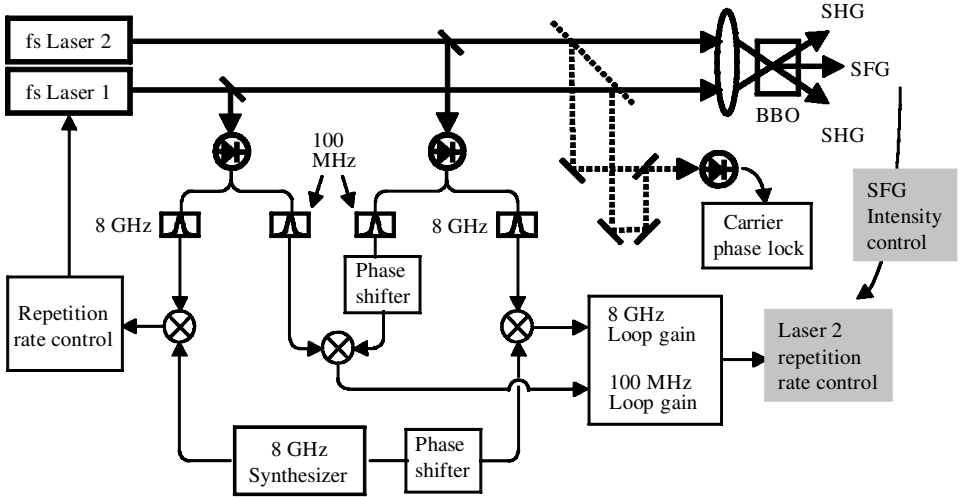 fs Laser 2
fs Laser 1
SHG
SFG
BBO
SHG
100
MHz
8 GHz
8 GHz
SFG
Intensity
control
Carrier
phase lock
Phase
shifter
Repetition
rate control
8 GHz
Loop gain
100 MHz
Loop gain
Laser 2
repetition
rate control
8 GHz
Synthesizer
Phase
shifter